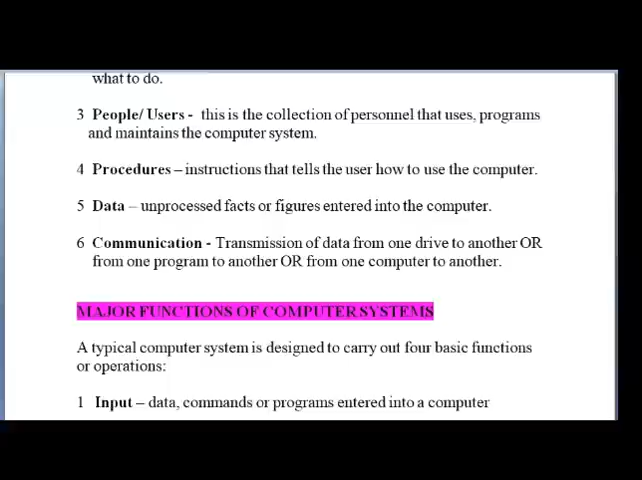 what to do.
3 People/ Users - this is the collection of personnel that uses, programs
and maintains the computer system.
4 Procedures – instructions that tells the user how to use the computer.
5 Data – unprocessed facts or figures entered into the computer.
6 Communication - Transmission of data from one drive to another OR
from one program to another OR from one computer to another.
MAJOR FUNCTIONS OF COMPUTER SYSTEMS
A typical computer system is designed to carry out four basic functions
or operations:
1 Input – data, commands or programs entered into a computer